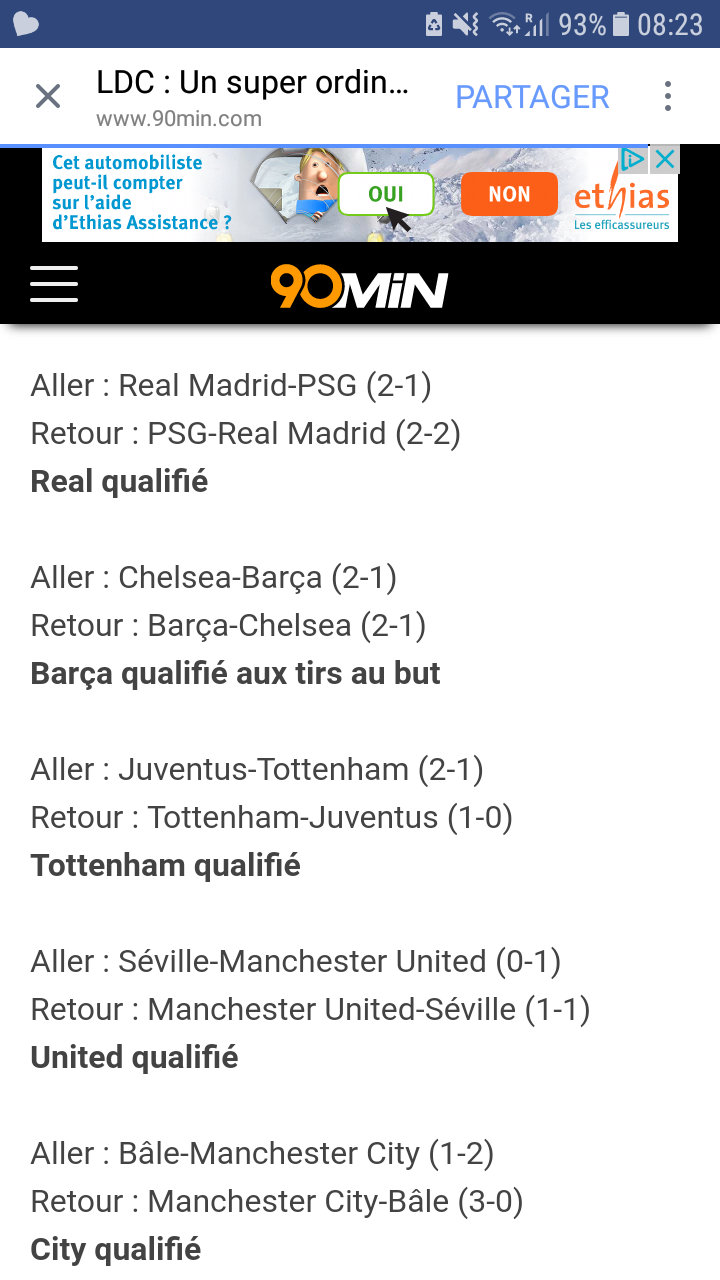 R 93% 08:23
LDC : Un super ordin...
www.90min.com
PARTAGER
Cet automobiliste
peut-il compter
sur l'aide
d'Ethias Assistance ?
OUI
NON
ethias
Les efficassureurs
90MiN
Aller : Real Madrid-PSG (2-1)
Retour : PSG-Real Madrid (2-2)
Real qualifié
Aller : Chelsea-Barça (2-1)
Retour : Barça-Chelsea (2-1)
Barça qualifié aux tirs au but
Aller : Juventus-Tottenham (2-1)
Retour : Tottenham-Juventus (1-0)
Tottenham qualifié
Aller : Séville-Manchester United (0-1)
Retour : Manchester United-Séville (1-1)
United qualifié
Aller : Bâle-Manchester City (1-2)
Retour : Manchester City-Bâle (3-0)
City qualifié